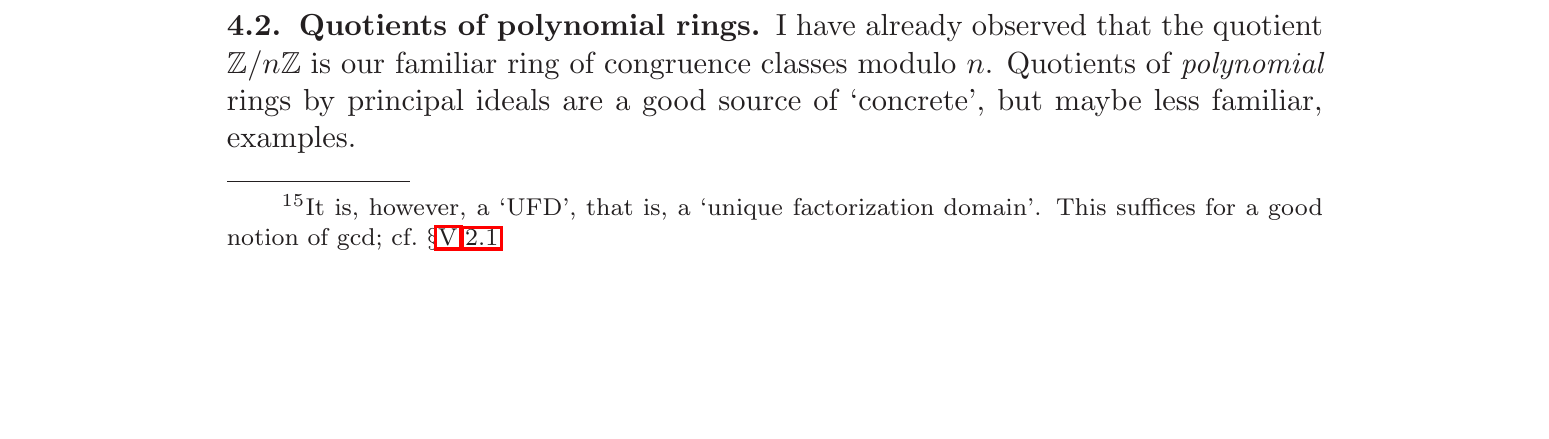 4.2. Quotients of polynomial rings. I have already observed that the quotient
ℤ/nℤ is our familiar ring of congruence classes modulo n. Quotients of polynomial
rings by principal ideals are a good source of ‘concrete’, but maybe less familiar,
examples.
15It is, however, a ‘UFD’, that is, a ‘unique factorization domain’. This suffices for a good
notion of gcd; cf. §V.2.1